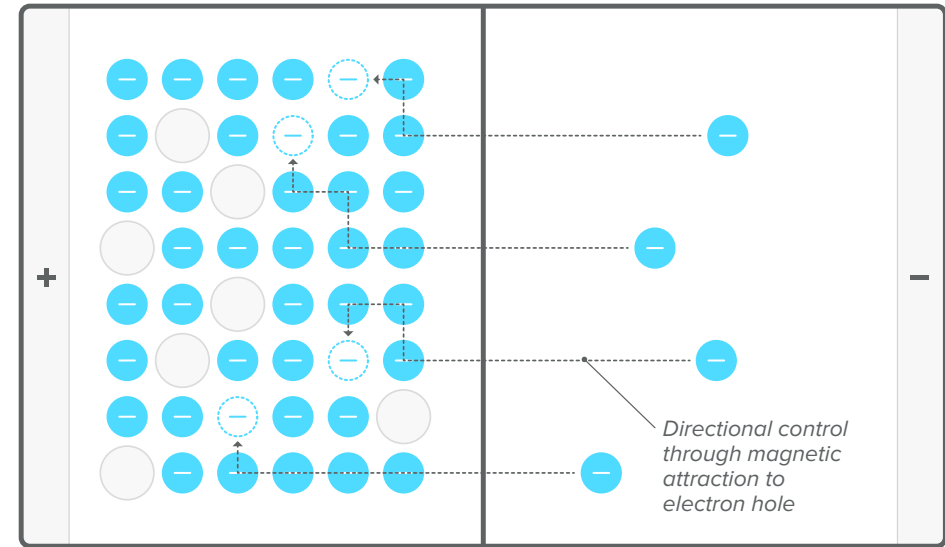 +
−
Directional control
through magnetic
attraction to
electron hole